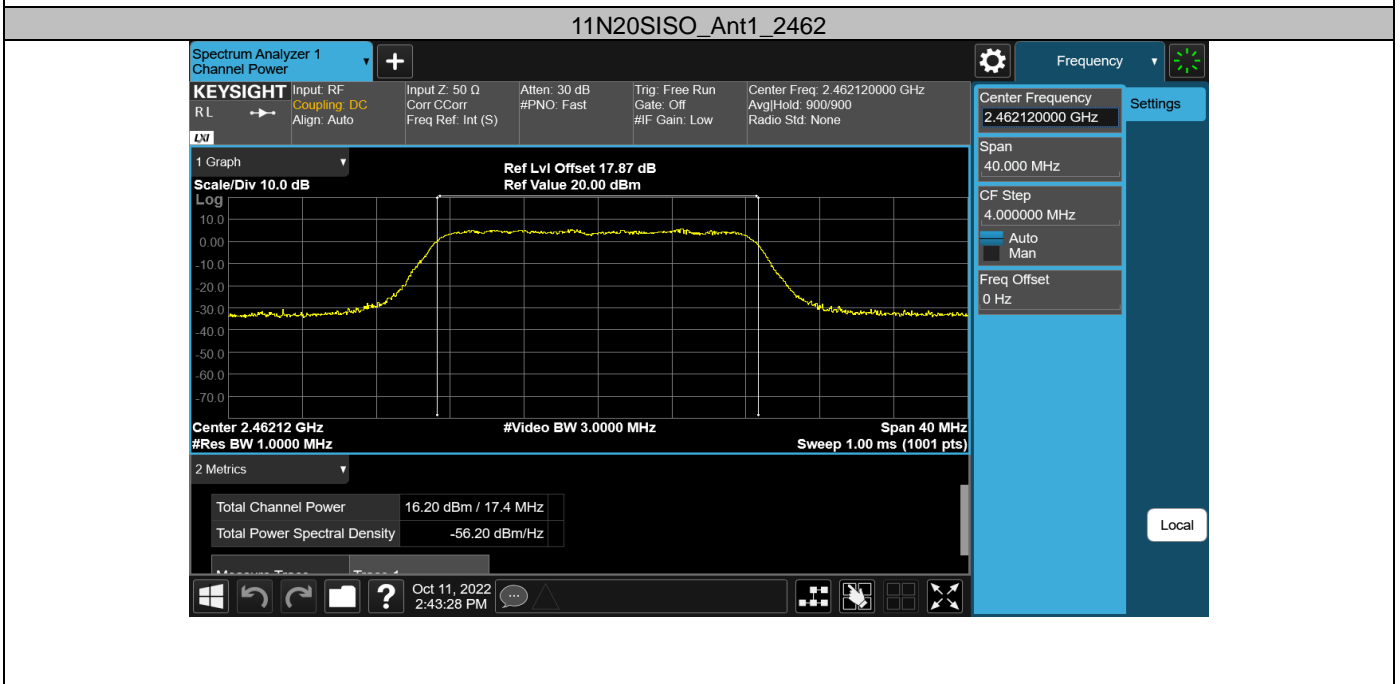 11N20SISO_Ant1_2462
Spectrum Analyzer 1
Channel Power
Frequency
KEYSIGHT
R L
LXI
Input: RF
Coupling: DC
Align: Auto
Input Z: 50 Ω
Corr CCorr
Freq Ref: Int (S)
Atten: 30 dB
#PNO: Fast
Trig: Free Run
Gate: Off
#IF Gain: Low
Center Freq: 2.462120000 GHz
Avg|Hold: 900/900
Radio Std: None
Center Frequency
2.462120000 GHz
Settings
Span
40.000 MHz
CF Step
4.000000 MHz
Auto
Man
Freq Offset
0 Hz
1 Graph
Scale/Div 10.0 dB
Ref Lvl Offset 17.87 dB
Ref Value 20.00 dBm
Log
10.0
0.00
-10.0
-20.0
-30.0
-40.0
-50.0
-60.0
-70.0
Center 2.46212 GHz
#Video BW 3.0000 MHz
Span 40 MHz
#Res BW 1.0000 MHz
Sweep 1.00 ms (1001 pts)
2 Metrics
Total Channel Power 16.20 dBm / 17.4 MHz
Total Power Spectral Density -56.20 dBm/Hz
Measure Trace Trace 1
Local
?
Oct 11, 2022
2:43:28 PM